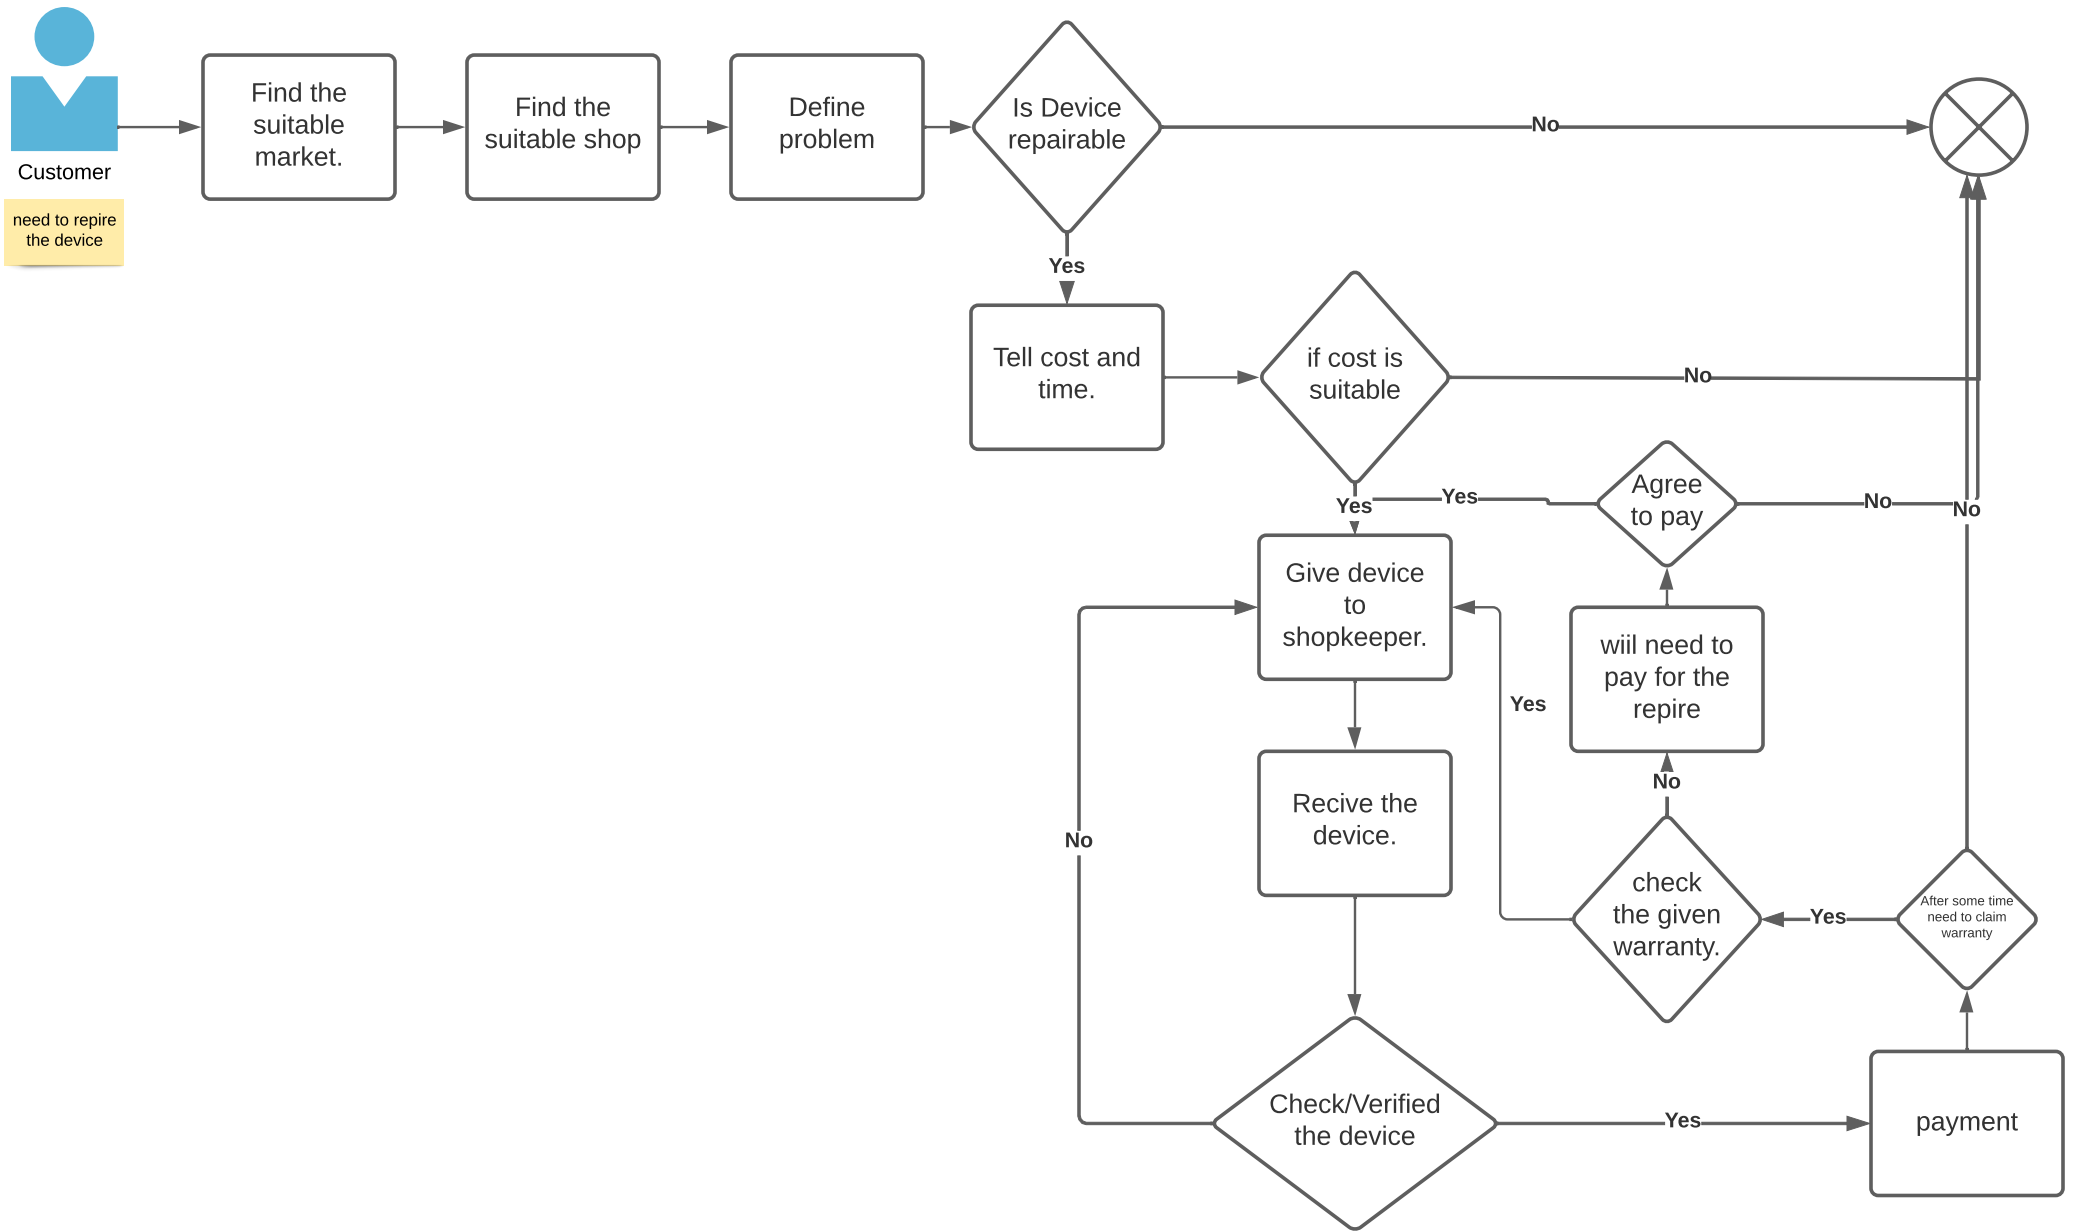 Customer
need to repire
the device
Find the
suitable
market.
Find the
suitable shop
Define
problem
Is Device
repairable
No
Yes
Tell cost and
time.
if cost is
suitable
No
Yes
Yes
Agree
to pay
No
No
Give device
to
shopkeeper.
wiil need to
pay for the
repire
Yes
No
Recive the
device.
No
check
the given
warranty.
Yes
After some time
need to claim
warranty
Check/Verified
the device
Yes
payment